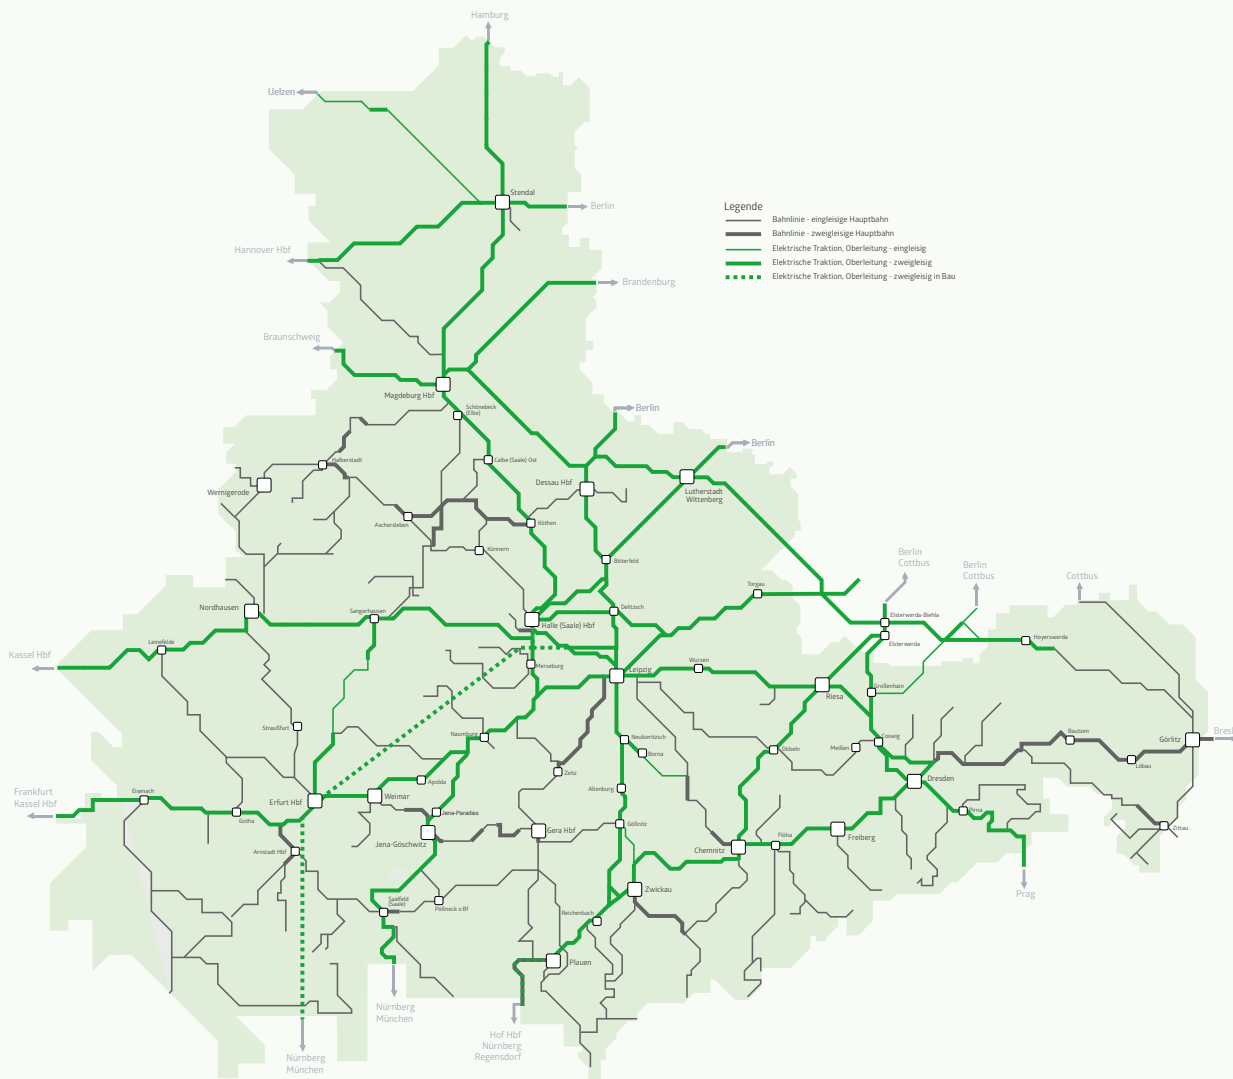 Hamburg
Uelzen
Stendal
Berlin
Hannover Hbf
Brandenburg
Braunschweig
Legende
Bahnlinie - eingleisige Hauptbahn
Bahnlinie - zweigleisige Hauptbahn
Elektrische Traktion, Oberleitung - eingleisig
Elektrische Traktion, Oberleitung - zweigleisig
Elektrische Traktion, Oberleitung - zweigleisig in Bau
Magdeburg Hbf
Schönebeck
(Elbe)
Berlin
Berlin
Halberstadt
Calbe (Saale) Ost
Wernigerode
Dessau Hbf
Lutherstadt
Wittenberg
Aschersleben
Köthen
Könnern
Bitterfeld
Berlin
Cottbus
Berlin
Cottbus
Cottbus
Torgau
Nordhausen
Sangerhausen
Delitzsch
Halle (Saale) Hbf
Elsterwerda-Biehla
Elsterwerda
Hoyerswerda
Leinefelde
Kassel Hbf
Merseburg
Leipzig
Wurzen
Riesa
Großenhain
Straußfurt
Naumburg
Neukieritzsch
Borna
Döbeln
Meißen
Coswig
Bautzen
Görlitz
Bresl
Löbau
Zeitz
Frankfurt
Kassel Hbf
Eisenach
Gotha
Erfurt Hbf
Weimar
Apolda
Altenburg
Dresden
Pirna
Jena-Paradies
Jena-Göschwitz
Gera Hbf
Gößnitz
Chemnitz
Flöha
Freiberg
Zittau
Arnstadt Hbf
Prag
Zwickau
Saalfeld
(Saale)
Pößneck o Bf
Reichenbach
Plauen
Nürnberg
München
Hof Hbf
Nürnberg
Regensdorf
Nürnberg
München